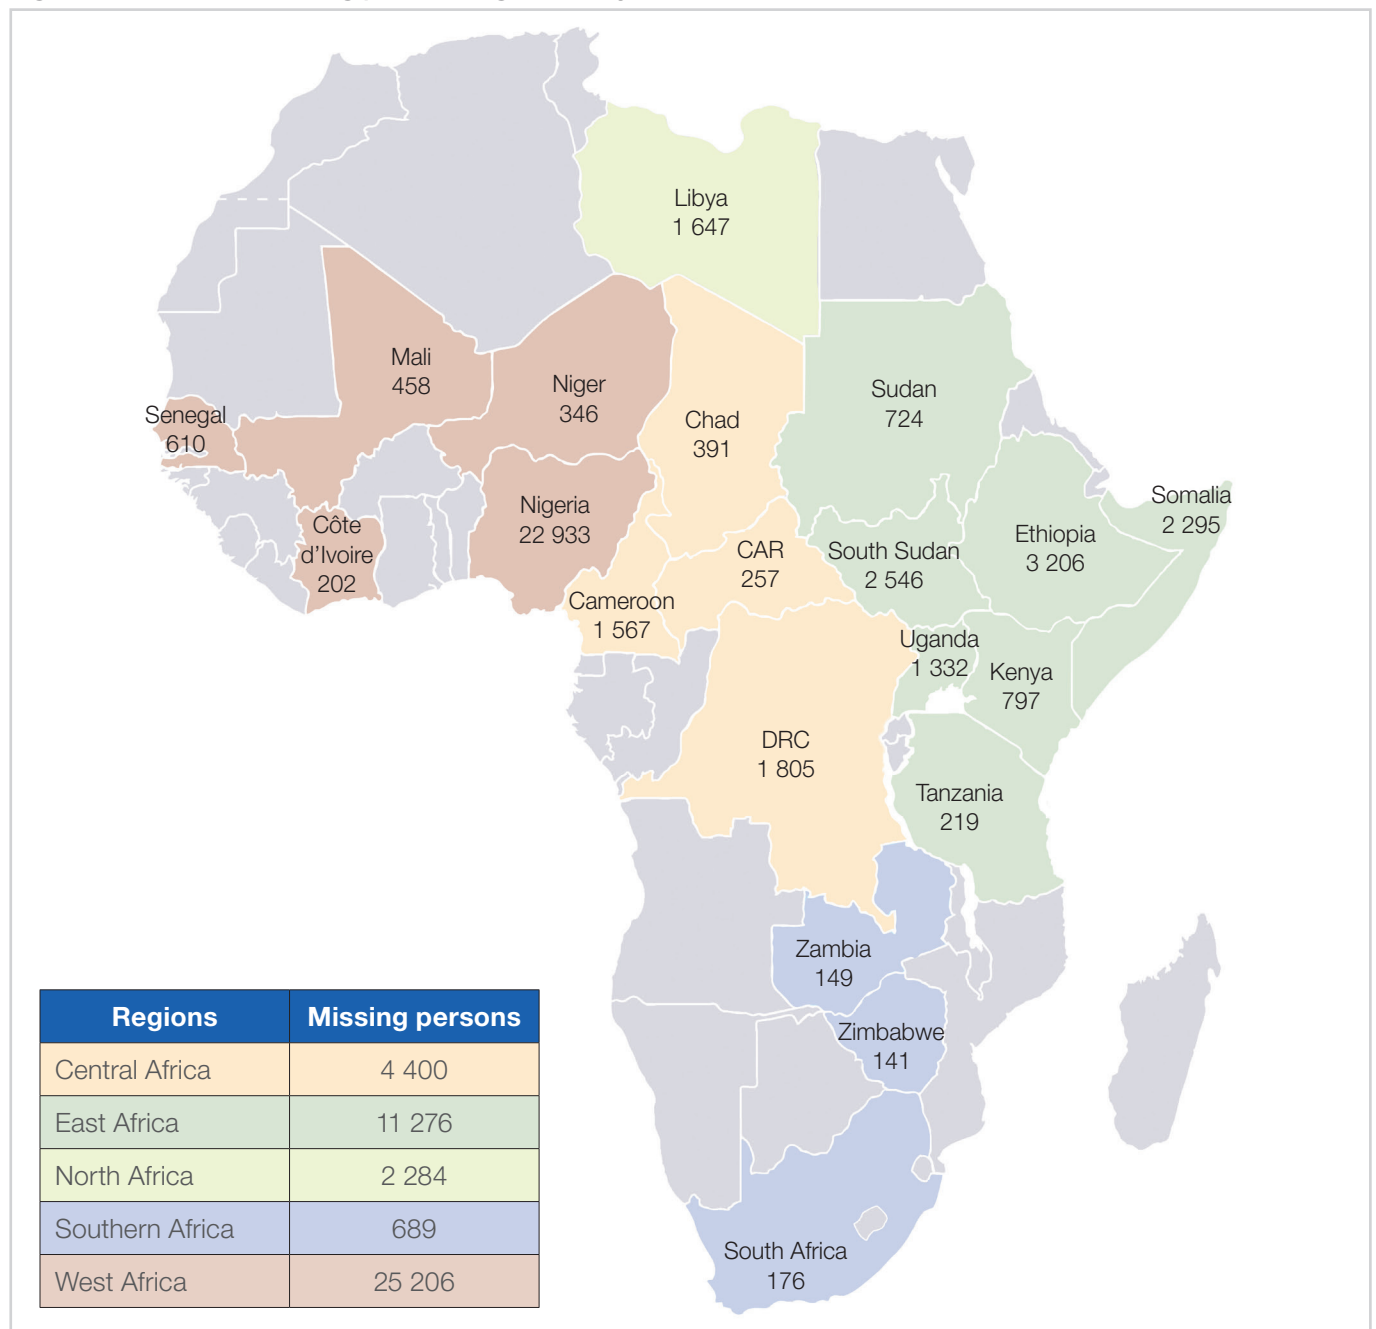 Libya
1 647
Mali
458
Niger
346
Chad
391
Sudan
724
Senegal
610
Nigeria
22 933
Côte
d'Ivoire
202
CAR
257
Cameroon
1 567
South Sudan
2 546
Ethiopia
3 206
Somalia
2 295
Uganda
1 332
Kenya
797
DRC
1 805
Tanzania
219
Zambia
149
Zimbabwe
141
South Africa
176
Regions Missing persons
Central Africa 4 400
East Africa 11 276
North Africa 2 284
Southern Africa 689
West Africa 25 206